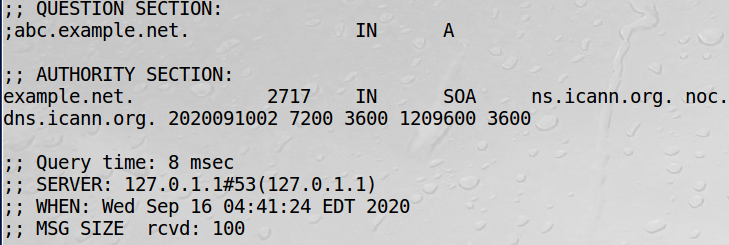 ;; QUESTION SECTION:
;abc.example.net. IN A
;; AUTHORITY SECTION:
example.net. 2717 IN SOA ns.icann.org. noc.
dns.icann.org. 2020091002 7200 3600 1209600 3600
;; Query time: 8 msec
;; SERVER: 127.0.1.1#53(127.0.1.1)
;; WHEN: Wed Sep 16 04:41:24 EDT 2020
;; MSG SIZE rcvd: 100